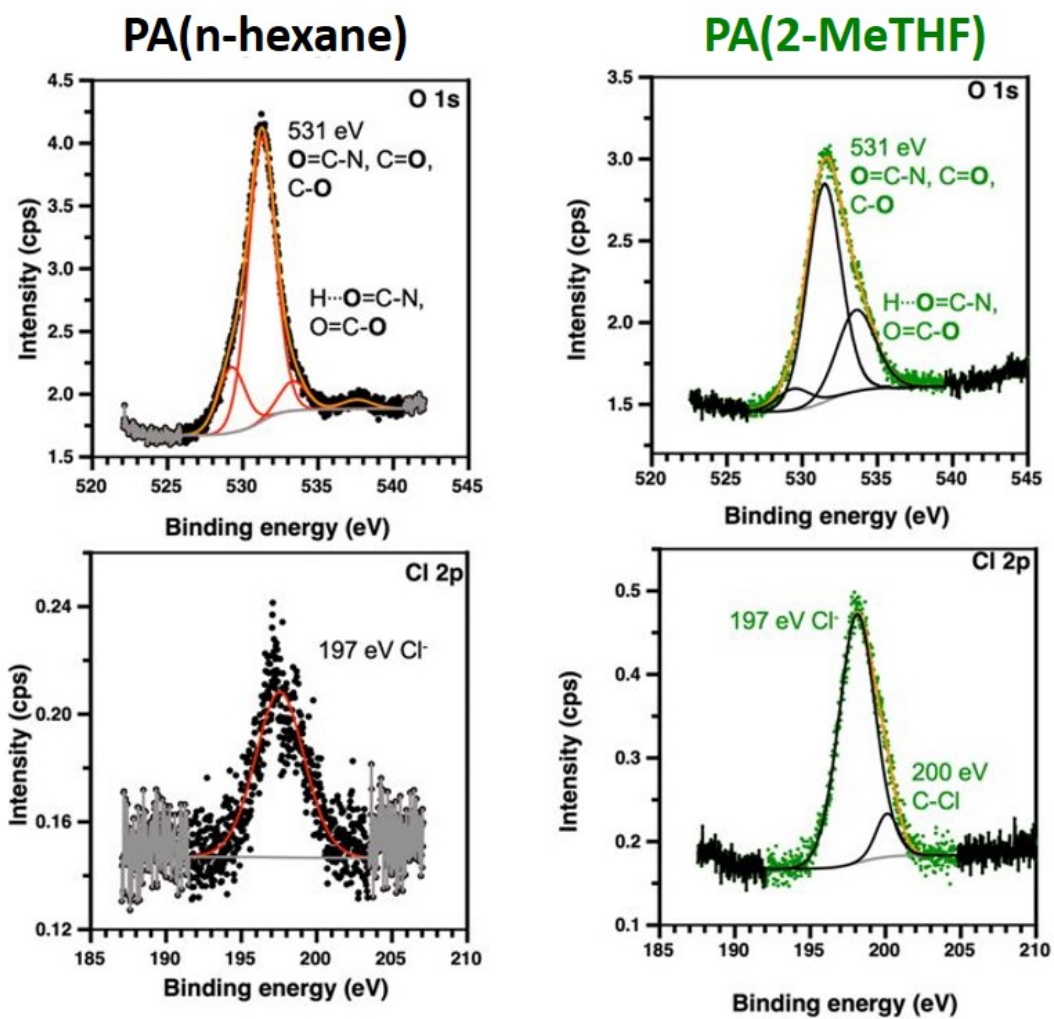 PA(n-hexane)
PA(2-MeTHF)
4.5
4.0
3.5
3.0
2.5
2.0
1.5
Intensity (cps)
O 1s
531 eV
O=C-N, C=O,
C-O
H···O=C-N,
O=C-O
520 525 530 535 540 545
Binding energy (eV)
3.5
3.0
2.5
2.0
1.5
Intensity (cps)
O 1s
531 eV
O=C-N, C=O,
C-O
H···O=C-N,
O=C-O
520 525 530 535 540 545
Binding energy (eV)
0.24
0.20
0.16
0.12
Intensity (cps)
Cl 2p
197 eV Cl⁻
185 190 195 200 205 210
Binding energy (eV)
0.5
0.4
0.3
0.2
0.1
Intensity (cps)
Cl 2p
197 eV Cl⁻
200 eV
C-Cl
185 190 195 200 205 210
Binding energy (eV)